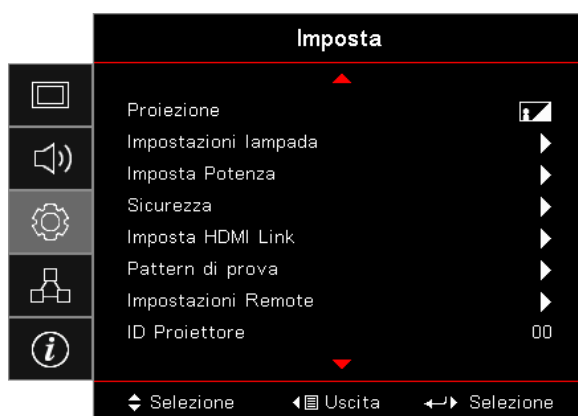 Imposta
Proiezione
Impostazioni lampada
Imposta Potenza
Sicurezza
Imposta HDMI Link
Pattern di prova
Impostazioni Remote
ID Proiettore 00
Selezione Uscita Selezione